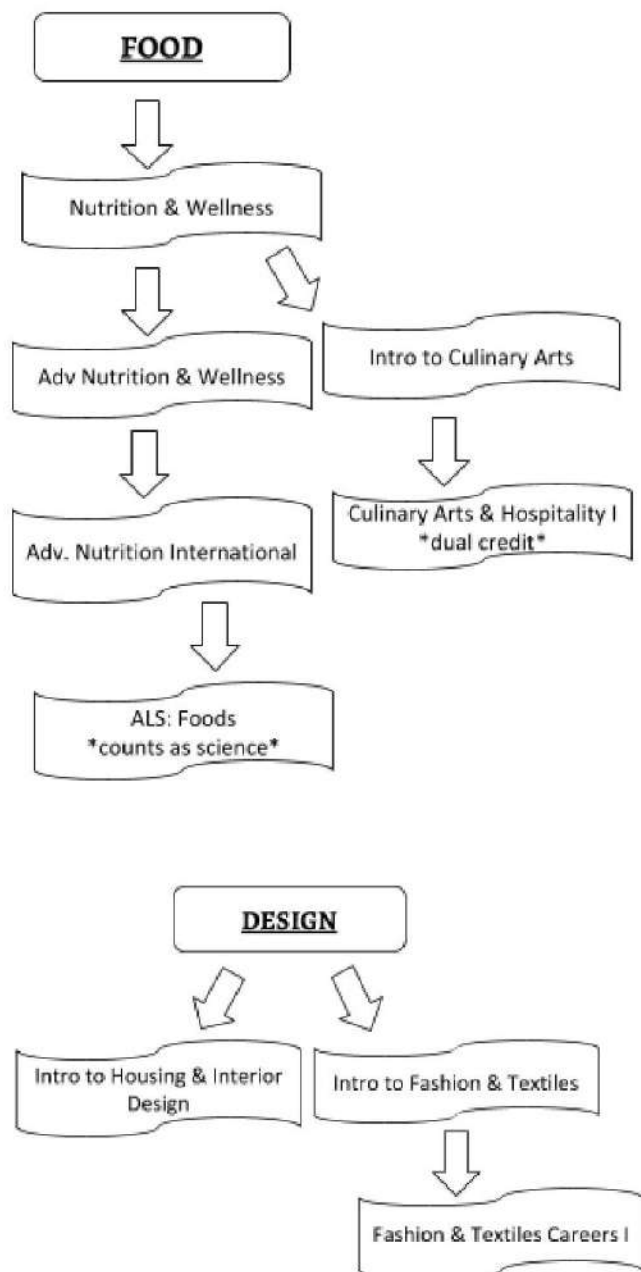 FOOD
Nutrition & Wellness
Adv Nutrition & Wellness
Intro to Culinary Arts
Adv. Nutrition International
Culinary Arts & Hospitality I
*dual credit*
ALS: Foods
*counts as science*
DESIGN
Intro to Housing & Interior
Design
Intro to Fashion & Textiles
Fashion & Textiles Careers I